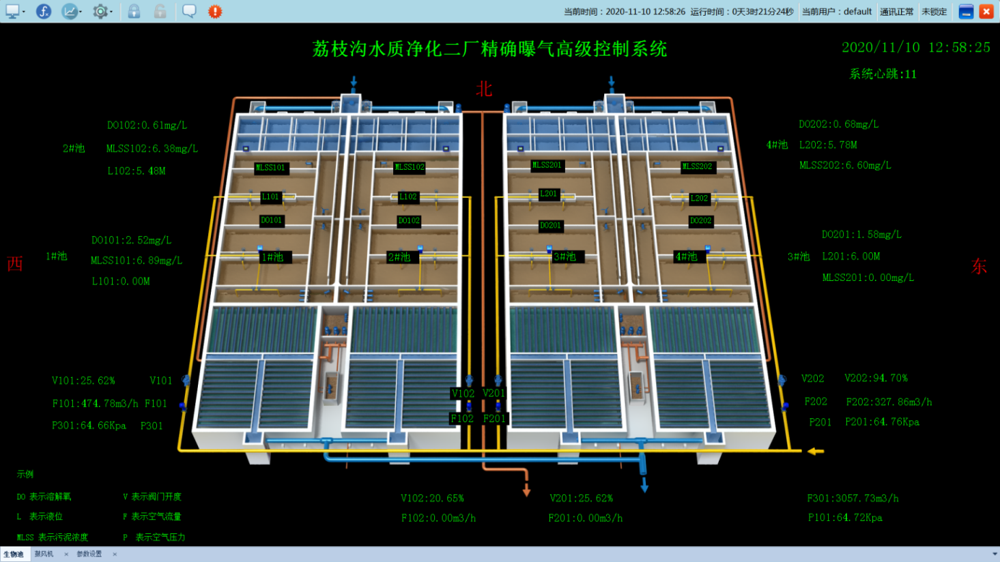 当前时间：2020-11-10 12:58:26 运行时间：0天3时21分24秒 当前用户：default 通讯正常 未锁定
荔枝沟水质净化二厂精确曝气高级控制系统
2020/11/10 12:58:25
系统心跳:11
北
DO102:0.61mg/L
2#池 MLSS102:6.38mg/L
L102:5.48M
DO202:0.68mg/L
4#池 L202:5.78M
MLSS202:6.60mg/L
MLSS101 MLSS102 MLSS201 MLSS202
L101 L102 L201 L202
DO101 DO102 DO201 DO202
1#池 2#池 3#池 4#池
西
DO101:2.52mg/L
1#池 MLSS101:6.89mg/L
L101:0.00M
DO201:1.58mg/L
3#池 L201:6.00M
MLSS201:0.00mg/L
东
V101:25.62% V101
F101:474.78m3/h F101
P301:64.66Kpa P301
V102 V201
F102 F201
V202 V202:94.70%
F202 F202:327.86m3/h
P201 P201:64.76Kpa
示例
DO 表示溶解氧 V 表示阀门开度
L 表示液位 F 表示空气流量
MLSS 表示污泥浓度 P 表示空气压力
V102:20.65% V201:25.62% F301:3057.73m3/h
F102:0.00m3/h F201:0.00m3/h P101:64.72Kpa
生物池 鼓风机 × 参数设置 ×